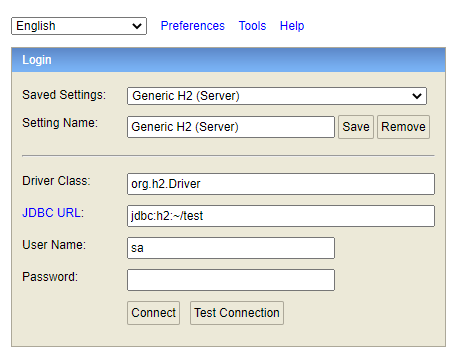 English Preferences Tools Help
Login
Saved Settings: Generic H2 (Server)
Setting Name: Generic H2 (Server) Save Remove
Driver Class: org.h2.Driver
JDBC URL: jdbc:h2:~/test
User Name: sa
Password:
Connect Test Connection